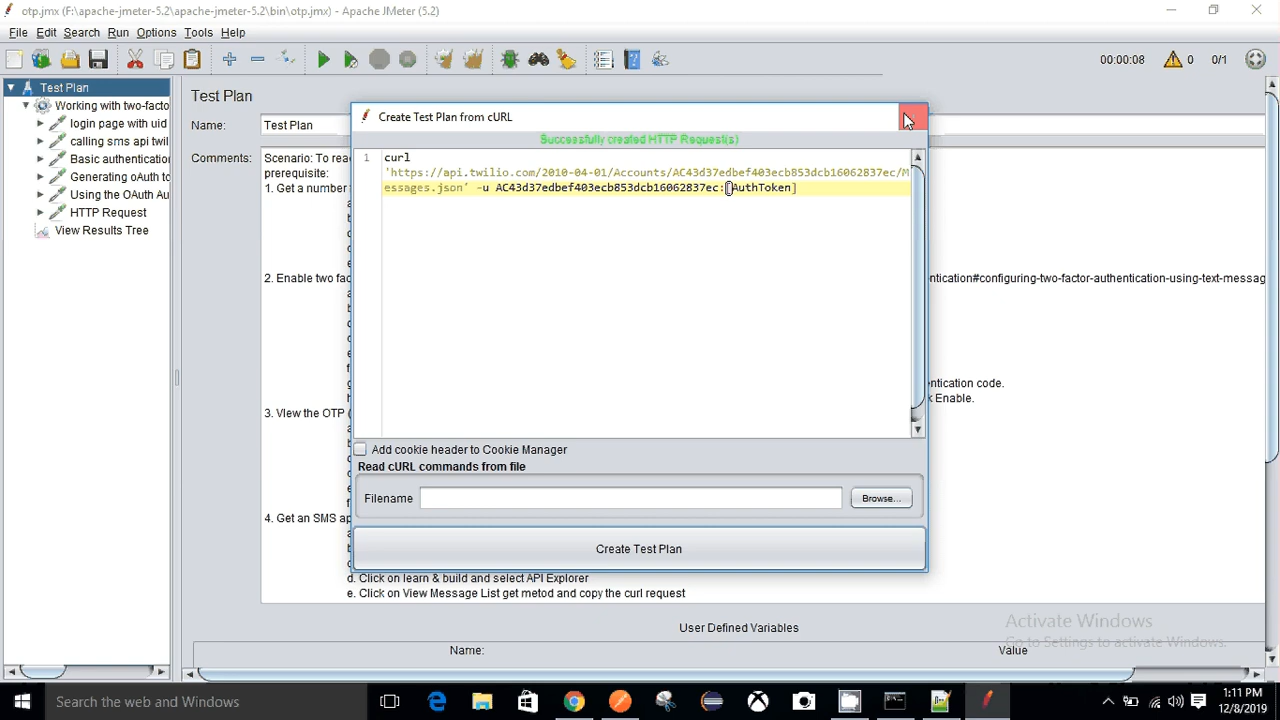 otp.jmx (F:\apache-jmeter-5.2\apache-jmeter-5.2\bin\otp.jmx) - Apache JMeter (5.2)
File Edit Search Run Options Tools Help
00:00:08 0 0/1
Test Plan
Working with two-facto
login page with uid
calling sms api twil
Basic authentication
Generating oAuth to
Using the OAuth Au
HTTP Request
View Results Tree
Test Plan
Name: Test Plan
Comments: Scenario: To rea
prerequisite:
1. Get a number
2. Enable two fac
ntication#configuring-two-factor-authentication-using-text-messag
ntication code.
k Enable.
3. VIew the OTP (
4. Get an SMS ap
d. Click on learn & build and select API Explorer
e. Click on View Message List get metod and copy the curl request
User Defined Variables
Name: Value
Create Test Plan from cURL
Successfully created HTTP Request(s)
1 curl
'https://api.twilio.com/2010-04-01/Accounts/AC43d37edbef403ecb853dcb16062837ec/M
essages.json' -u AC43d37edbef403ecb853dcb16062837ec:[AuthToken]
Add cookie header to Cookie Manager
Read cURL commands from file
Filename Browse...
Create Test Plan
Activate Windows
Go to Settings to activate Windows.
Search the web and Windows
1:11 PM
12/8/2019